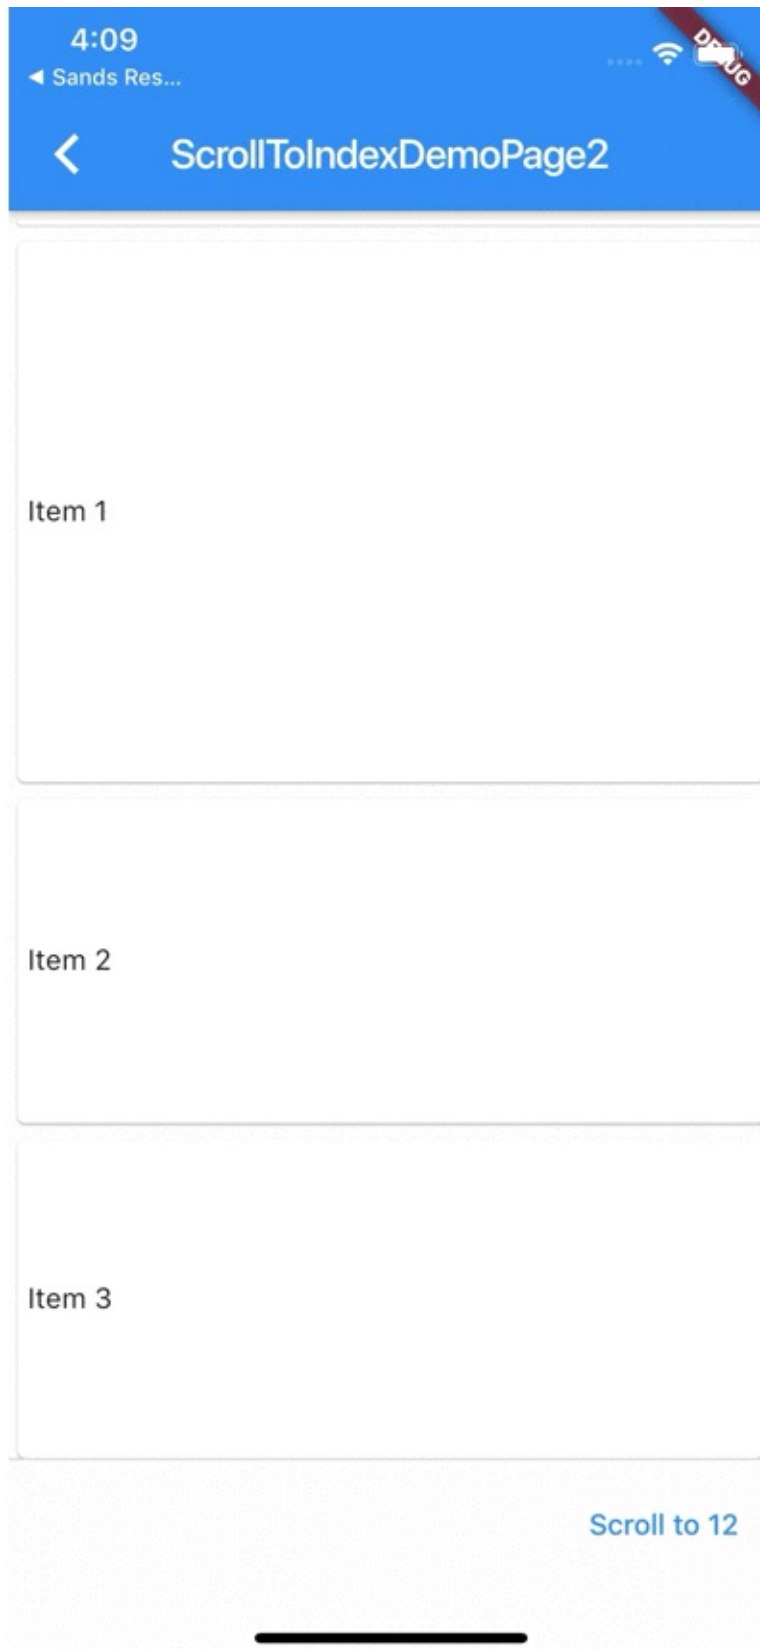 4:09
DEBUG
◀ Sands Res...
ScrollToIndexDemoPage2
Item 1
Item 2
Item 3
Scroll to 12